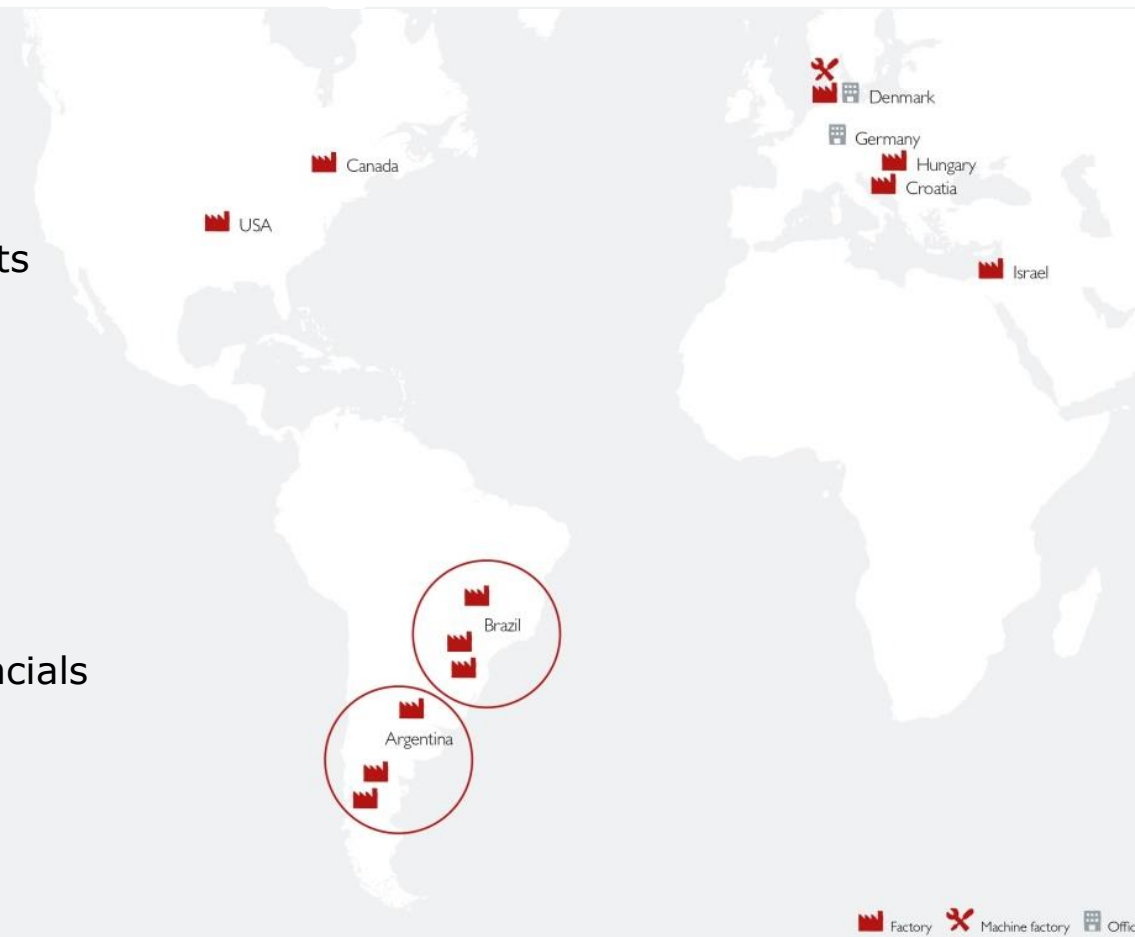 Denmark
Germany
Canada
Hungary
Croatia
USA
ts
Israel
Brazil
ncials
Argentina
Factory Machine factory Offic